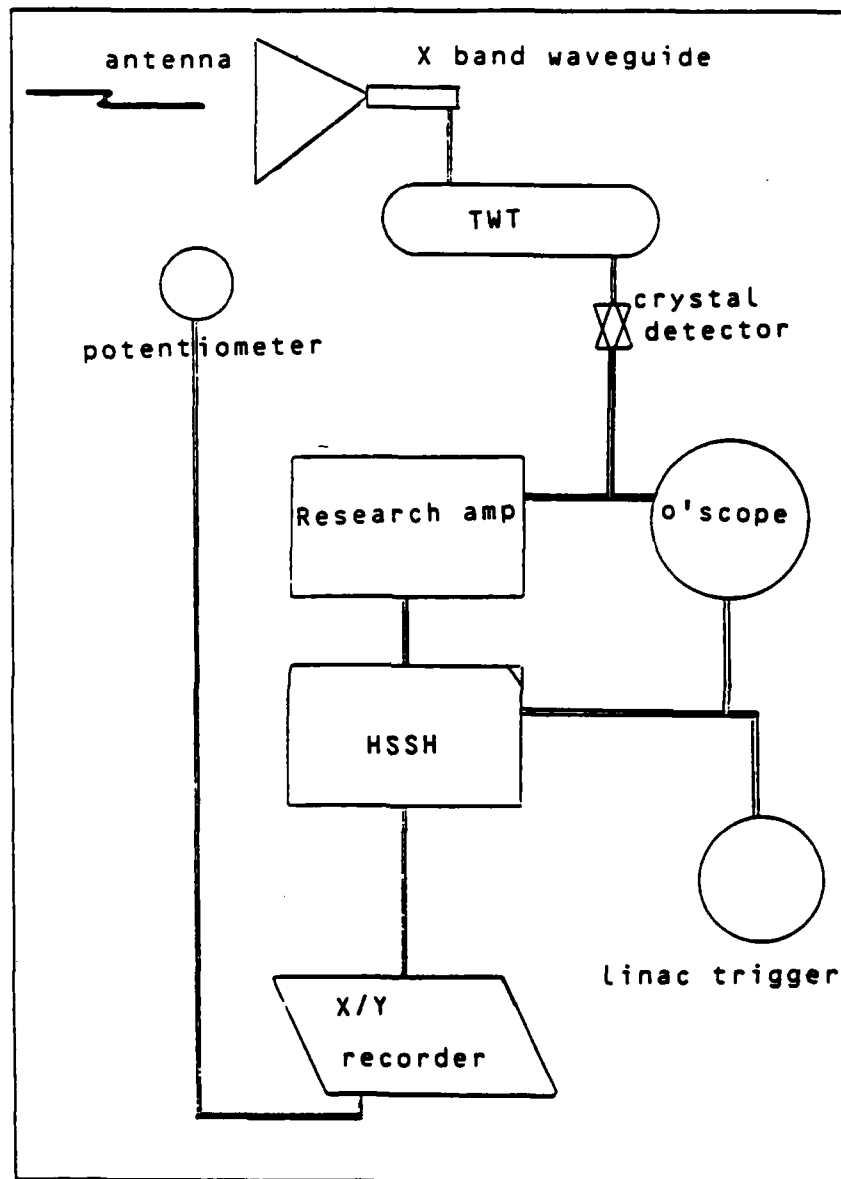 antenna
X band waveguide
TWT
crystal
detector
potentiometer
Research amp
o'scope
HSSH
linac trigger
X/Y
recorder